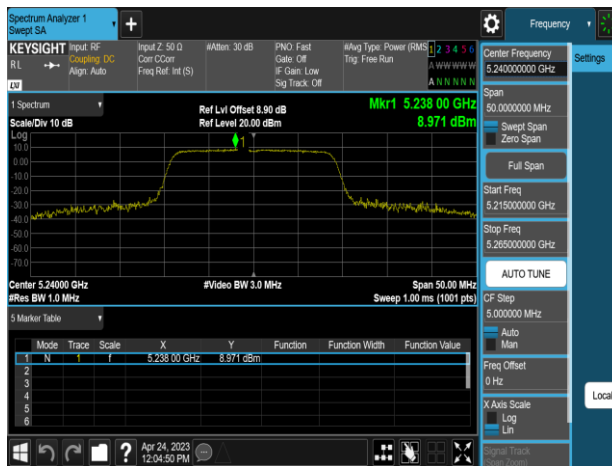 Spectrum Analyzer 1
Swept SA
Frequency
KEYSIGHT
RL
Input: RF
Coupling: DC
Align: Auto
Input Z: 50 Ω
Corr CCorr
Freq Ref: Int (S)
#Atten: 30 dB
PNO: Fast
Gate: Off
IF Gain: Low
Sig Track: Off
#Avg Type: Power (RMS
Trig: Free Run
1 2 3 4 5 6
A W W W W W
A N N N N N
LXI
1 Spectrum
Scale/Div 10 dB
Ref Lvl Offset 8.90 dB
Ref Level 20.00 dBm
Mkr1 5.238 00 GHz
8.971 dBm
Log
10.0
0.00
-10.0
-20.0
-30.0
-40.0
-50.0
-60.0
-70.0
1
Center 5.24000 GHz
#Res BW 1.0 MHz
#Video BW 3.0 MHz
Span 50.00 MHz
Sweep 1.00 ms (1001 pts)
5 Marker Table
Mode Trace Scale X Y Function Function Width Function Value
1 N 1 f 5.238 00 GHz 8.971 dBm
2
3
4
5
6
Apr 24, 2023
12:04:50 PM
?
Center Frequency
5.240000000 GHz
Span
50.0000000 MHz
Swept Span
Zero Span
Full Span
Start Freq
5.215000000 GHz
Stop Freq
5.265000000 GHz
AUTO TUNE
CF Step
5.000000 MHz
Auto
Man
Freq Offset
0 Hz
X Axis Scale
Log
Lin
Signal Track
(Span Zoom)
Settings
Local